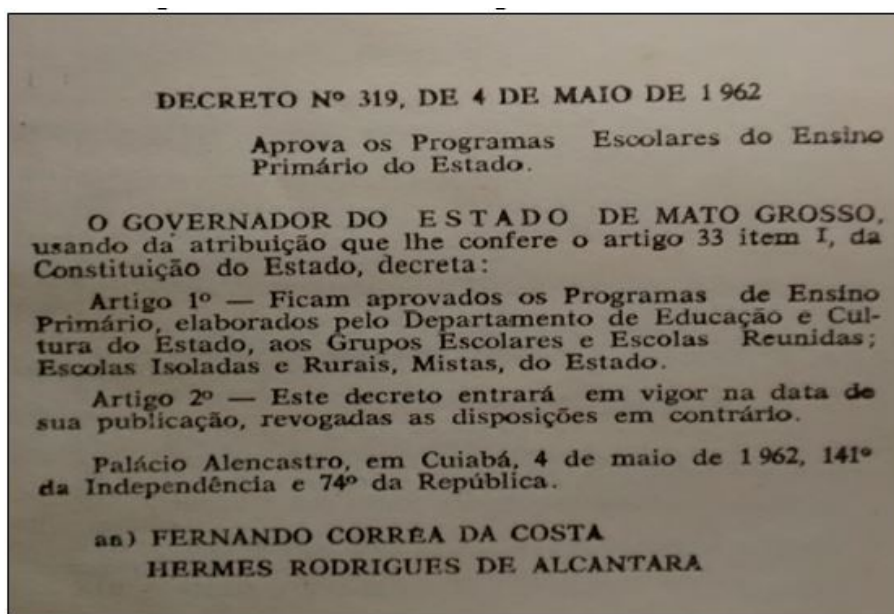 DECRETO Nº 319, DE 4 DE MAIO DE 1962
Aprova os Programas Escolares do Ensino
Primário do Estado.
O GOVERNADOR DO ESTADO DE MATO GROSSO,
usando da atribuição que lhe confere o artigo 33 item I, da
Constituição do Estado, decreta:
Artigo 1º — Ficam aprovados os Programas de Ensino
Primário, elaborados pelo Departamento de Educação e Cul-
tura do Estado, aos Grupos Escolares e Escolas Reunidas;
Escolas Isoladas e Rurais, Mistas, do Estado.
Artigo 2º — Este decreto entrará em vigor na data de
sua publicação, revogadas as disposições em contrário.
Palácio Alencastro, em Cuiabá, 4 de maio de 1962, 141º
da Independência e 74º da República.
aa) FERNANDO CORRÊA DA COSTA
HERMES RODRIGUES DE ALCANTARA